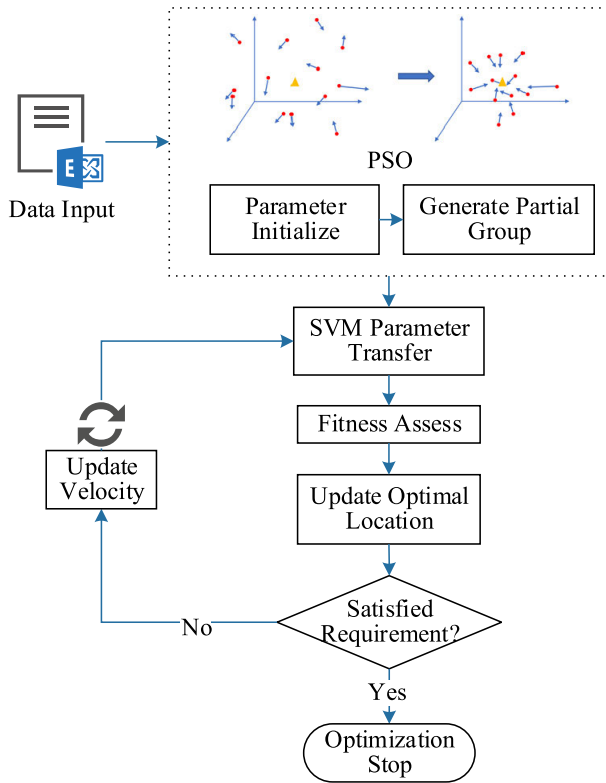 PSO
E
Data Input
Parameter
Initialize
Generate Partial
Group
SVM Parameter
Transfer
Fitness Assess
Update
Velocity
Update Optimal
Location
Satisfied
Requirement?
No
Yes
Optimization
Stop